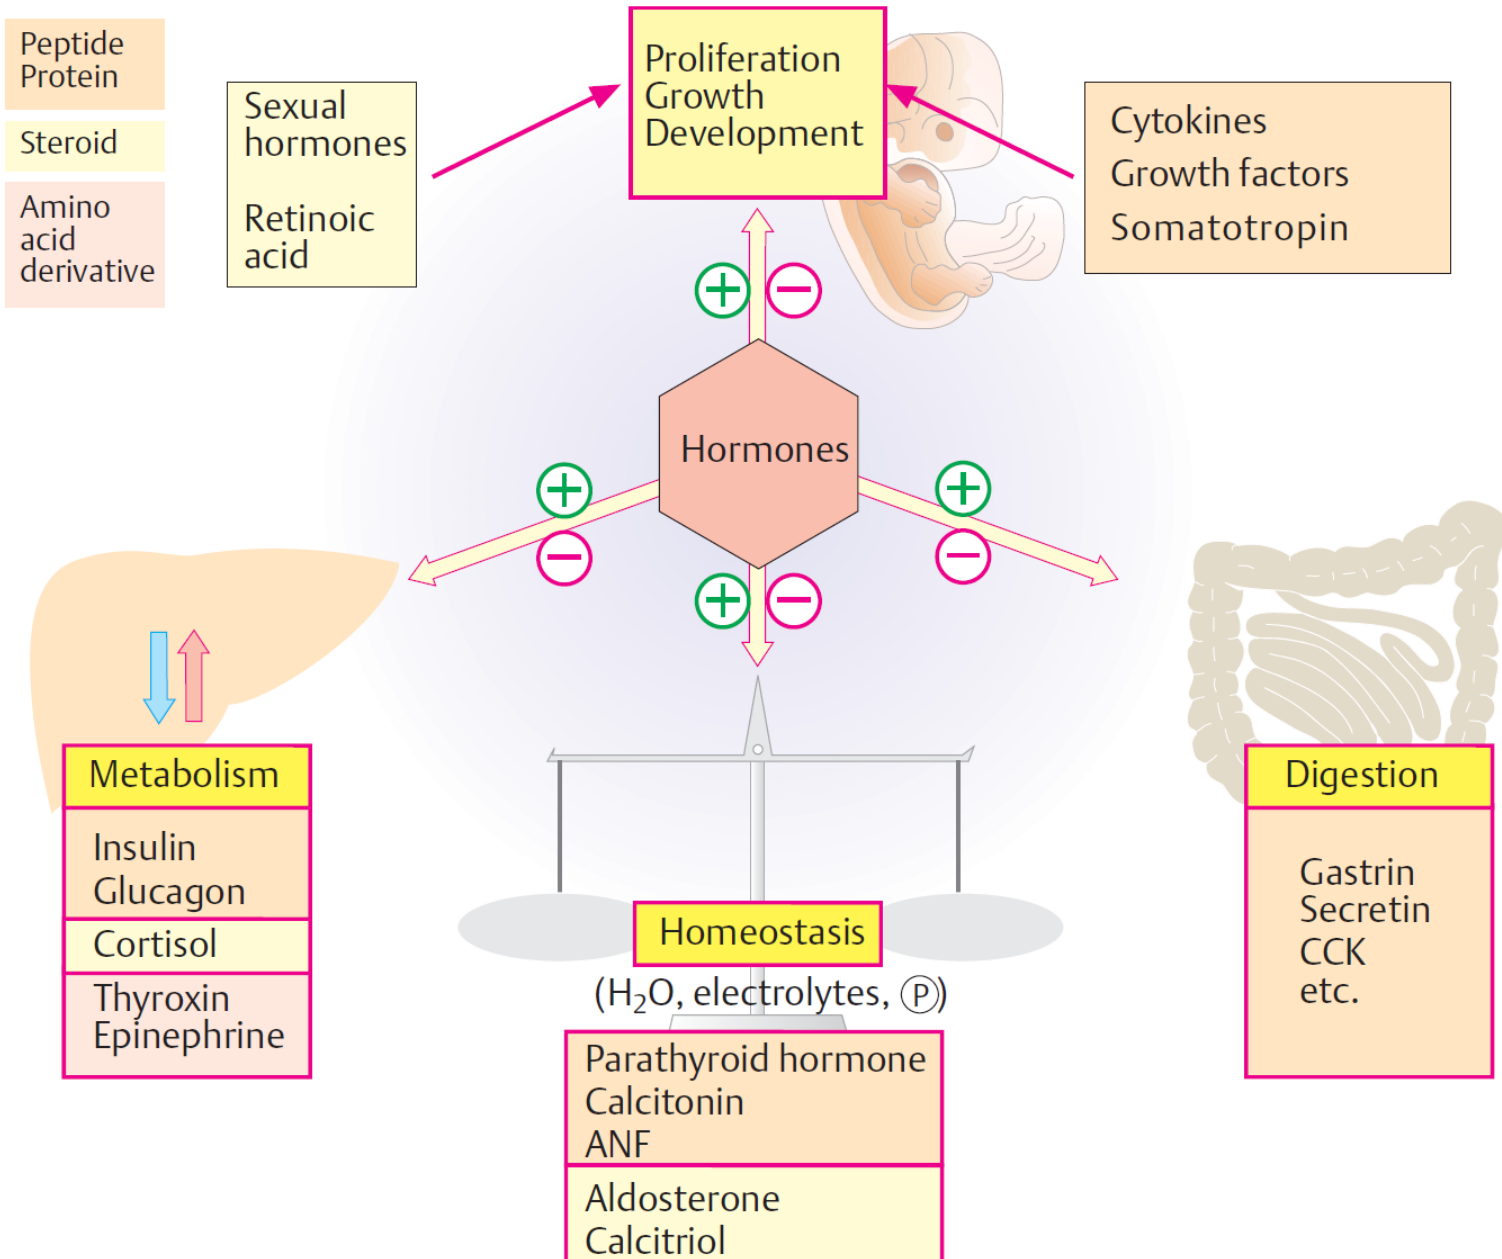 Peptide
Protein
Steroid
Amino
acid
derivative
Sexual
hormones
Retinoic
acid
Proliferation
Growth
Development
Cytokines
Growth factors
Somatotropin
+ −
Hormones
+
−
+
−
+ −
Metabolism
Insulin
Glucagon
Cortisol
Thyroxin
Epinephrine
Homeostasis
(H₂O, electrolytes, Ⓟ)
Parathyroid hormone
Calcitonin
ANF
Aldosterone
Calcitriol
Digestion
Gastrin
Secretin
CCK
etc.